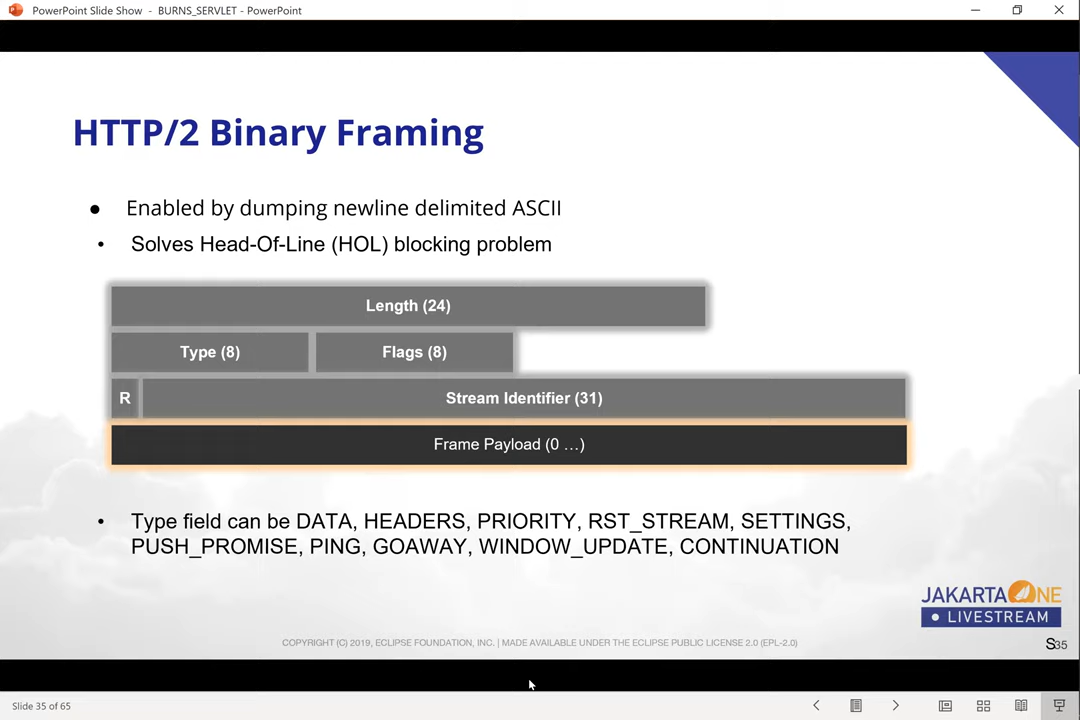 PowerPoint Slide Show - BURNS_SERVLET - PowerPoint
HTTP/2 Binary Framing
● Enabled by dumping newline delimited ASCII
• Solves Head-Of-Line (HOL) blocking problem
Length (24)
Type (8) Flags (8)
R Stream Identifier (31)
Frame Payload (0 …)
• Type field can be DATA, HEADERS, PRIORITY, RST_STREAM, SETTINGS,
PUSH_PROMISE, PING, GOAWAY, WINDOW_UPDATE, CONTINUATION
JAKARTA ONE
LIVESTREAM
COPYRIGHT (C) 2019, ECLIPSE FOUNDATION, INC. | MADE AVAILABLE UNDER THE ECLIPSE PUBLIC LICENSE 2.0 (EPL-2.0)
S35
Slide 35 of 65